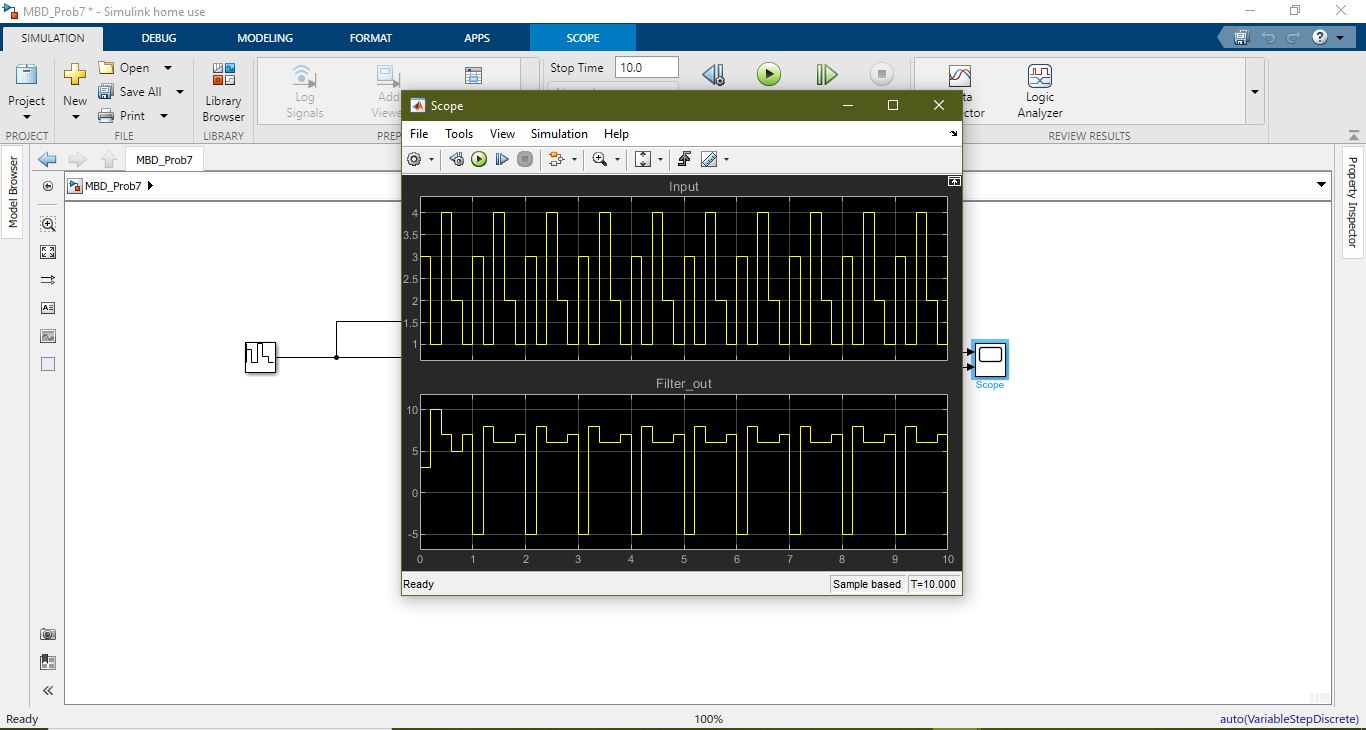 MBD_Prob7 * - Simulink home use
SIMULATION DEBUG MODELING FORMAT APPS SCOPE
Project
New
Open
Save All
Print
Library
Browser
Log
Signals
Add
Viewe
Stop Time 10.0
Logic
Analyzer
PROJECT FILE LIBRARY PREP REVIEW RESULTS
Model Browser
MBD_Prob7
MBD_Prob7
Property Inspector
Scope
File Tools View Simulation Help
Input
4
3.5
3
2.5
2
1.5
1
Filter_out
10
5
0
-5
0 1 2 3 4 5 6 7 8 9 10
Ready Sample based T=10.000
Scope
Ready 100% auto(VariableStepDiscrete)